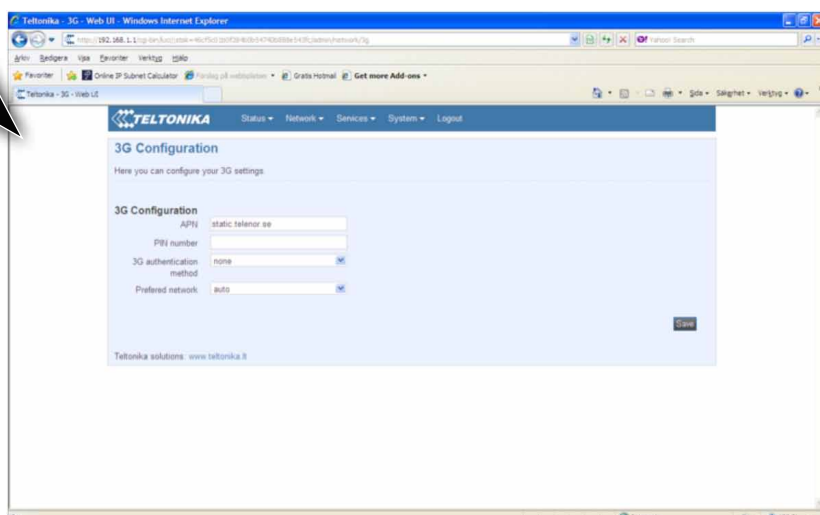 Teltonika - 3G - Web UI - Windows Internet Explorer
192.168.1.1
Yahoo! Search
Arkiv Redigera Visa Favoriter Verktyg Hjälp
Favoriter Online IP Subnet Calculator Gratis Hotmail Get more Add-ons
Teltonika - 3G - Web UI
Sida Säkerhet Verktyg
TELTONIKA Status Network Services System Logout
3G Configuration
Here you can configure your 3G settings
3G Configuration
APN static.telenor.se
PIN number
3G authentication method none
Prefered network auto
Save
Teltonika solutions: www.teltonika.lt